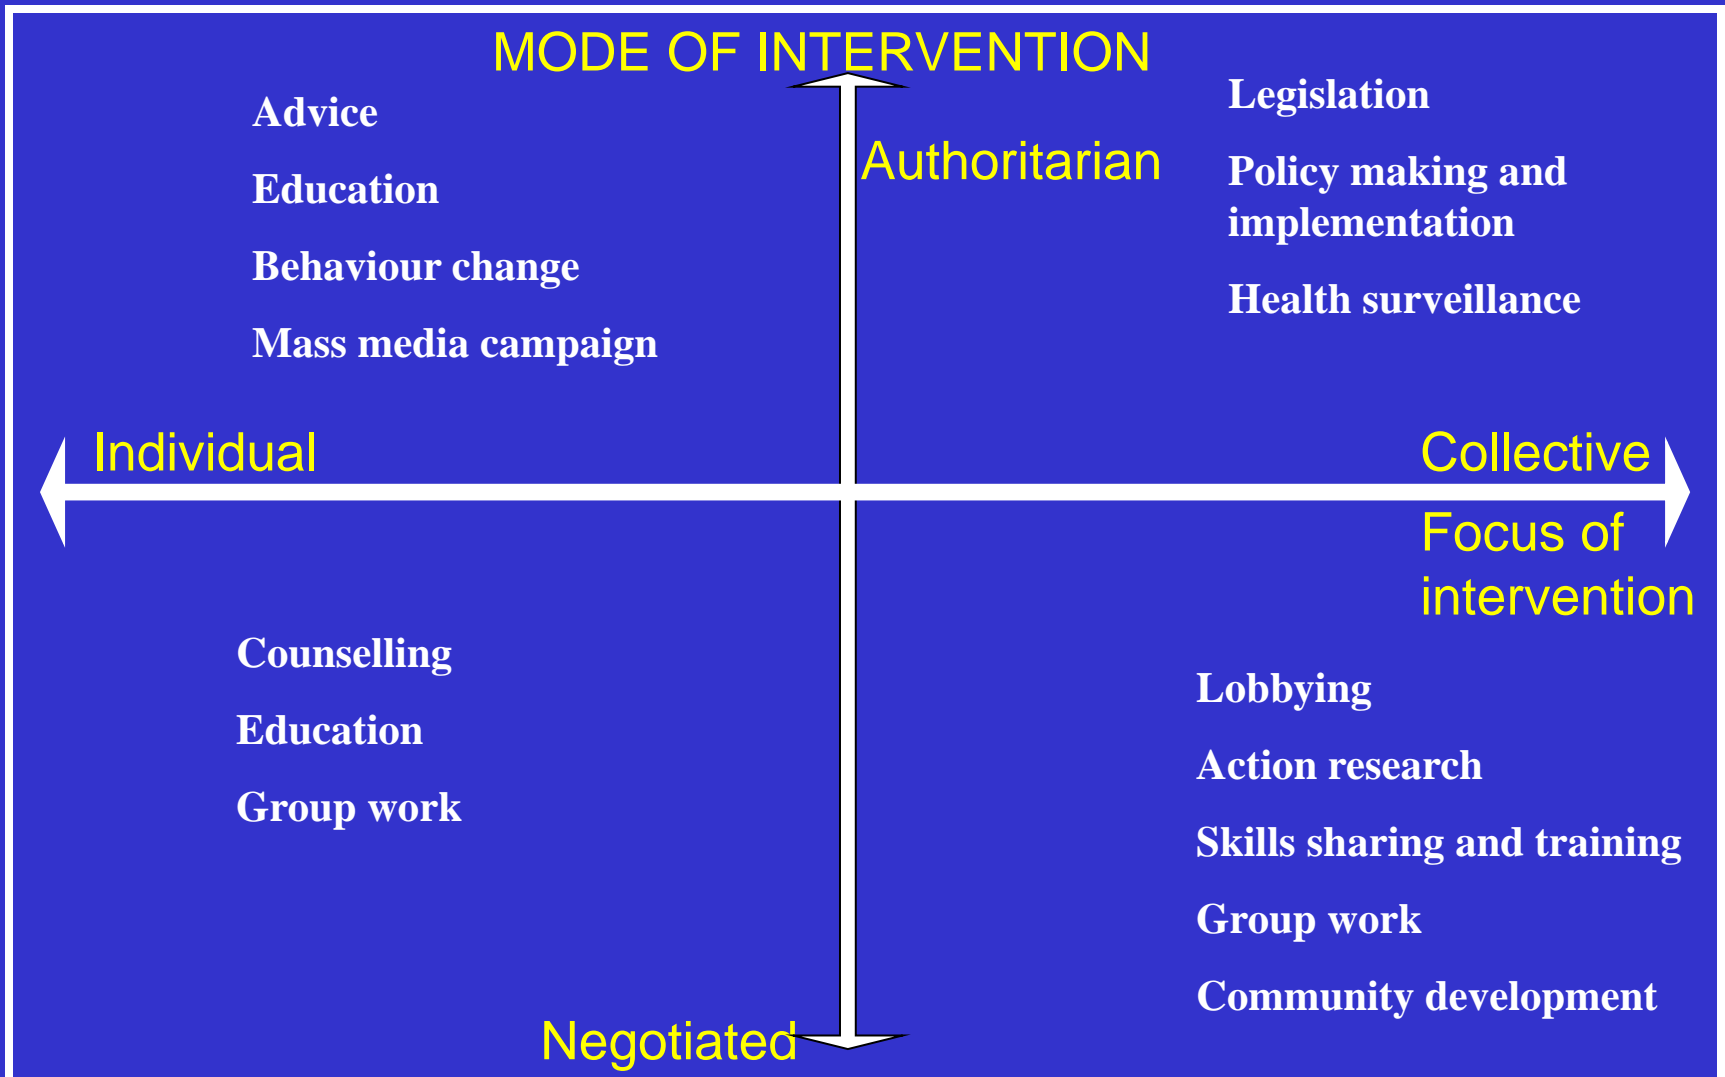 MODE OF INTERVENTION
Advice
Education
Behaviour change
Mass media campaign
Authoritarian
Legislation
Policy making and
implementation
Health surveillance
Individual
Collective
Focus of
intervention
Counselling
Education
Group work
Lobbying
Action research
Skills sharing and training
Group work
Community development
Negotiated